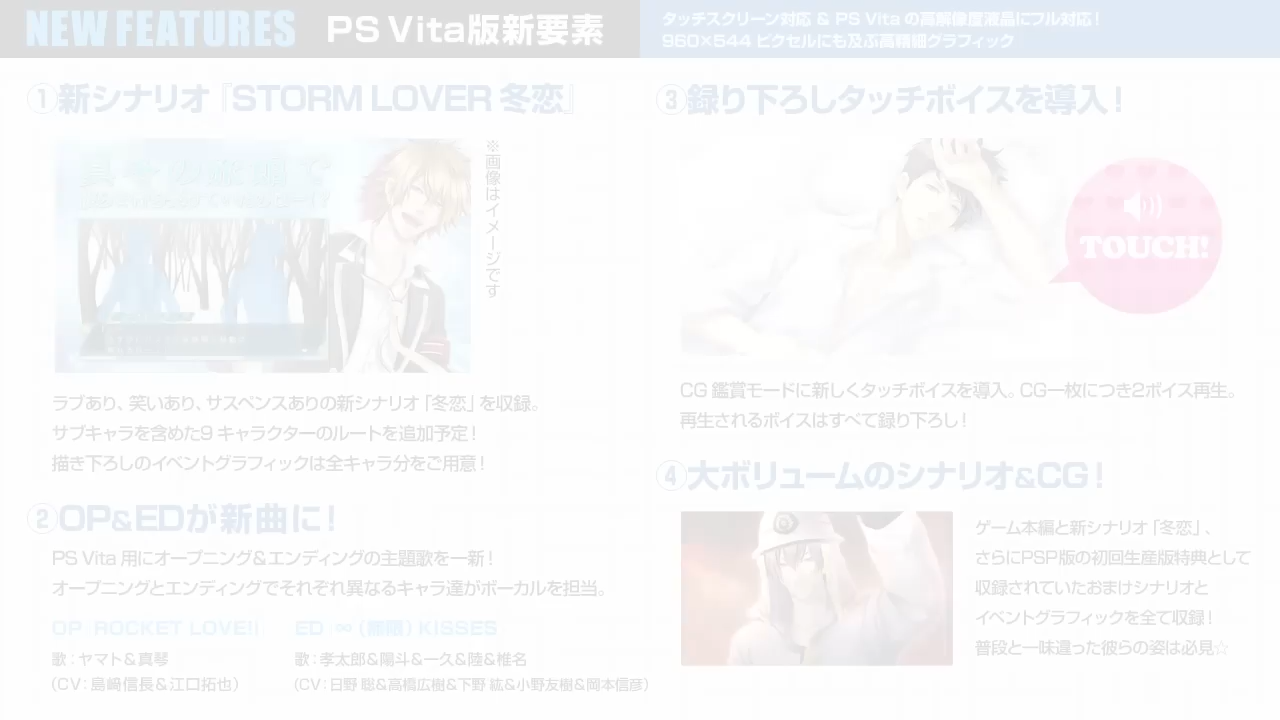 NEW FEATURES PS Vita版新要素
タッチスクリーン対応 & PS Vita の高解像度液晶にフル対応!
960×544 ピクセルにも及ぶ高精細グラフィック
①新シナリオ『STORM LOVER 冬恋』
※画像はイメージです
ラブあり、笑いあり、サスペンスありの新シナリオ「冬恋」を収録。
サブキャラを含めた9 キャラクターのルートを追加予定!
描き下ろしのイベントグラフィックは全キャラ分をご用意!
②OP&EDが新曲に!
PS Vita 用にオープニング&エンディングの主題歌を一新!
オープニングとエンディングでそれぞれ異なるキャラ達がボーカルを担当。
OP ROCKET LOVE!!
歌:ヤマト&真琴
(CV:島﨑信長&江口拓也)
ED ∞(無限)KISSES
歌:孝太郎&陽斗&一久&陸&椎名
(CV:日野 聡&高橋広樹&下野 紘&小野友樹&岡本信彦)
③録り下ろしタッチボイスを導入!
TOUCH!
CG 鑑賞モードに新しくタッチボイスを導入。CG一枚につき2ボイス再生。
再生されるボイスはすべて録り下ろし!
④大ボリュームのシナリオ&CG!
ゲーム本編と新シナリオ「冬恋」、
さらにPSP版の初回生産版特典として
収録されていたおまけシナリオと
イベントグラフィックを全て収録!
普段と一味違った彼らの姿は必見☆